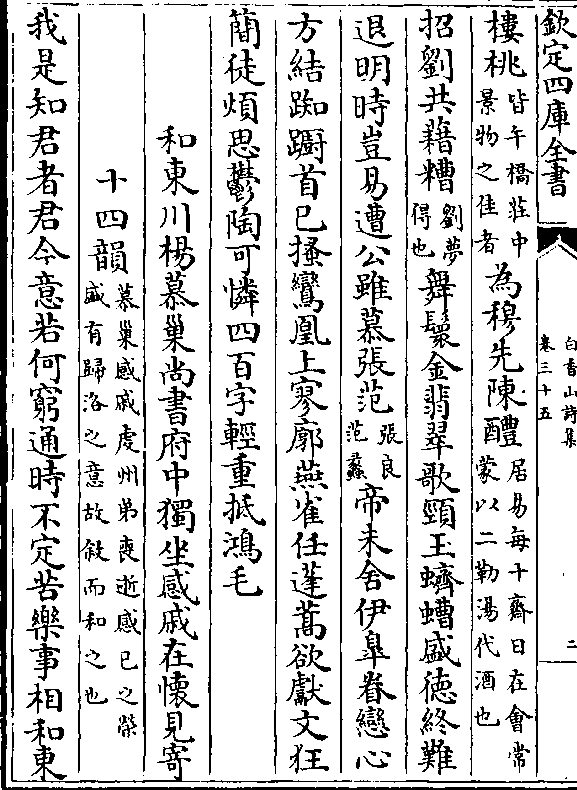 欽定四庫全書
白香山詩集
卷三十五
二
樓桃皆午橋莊中
景物之佳者為穆先陳醴居易每十齋日在會常
蒙以二勒湯代酒也
招劉共藉糟劉夢
得也舞鬟金翡翠歌頸玉蠐螬盛徳終難
退明時豈易遭公雖慕張范張良
范蠡帝未舍伊臯眷戀心
方結踟躕首已搔鸞凰上寥廓燕雀任蓬蒿欲獻文狂
簡徒煩思鬱陶可憐四百字輕重抵鴻毛
和東川楊慕巢尚書府中獨坐感戚在懷見寄
十四韻慕巢感戚䖍州弟喪逝感已之榮
盛有歸洛之意故敘而和之也
我是知君者君今意若何窮通時不定苦樂事相和東